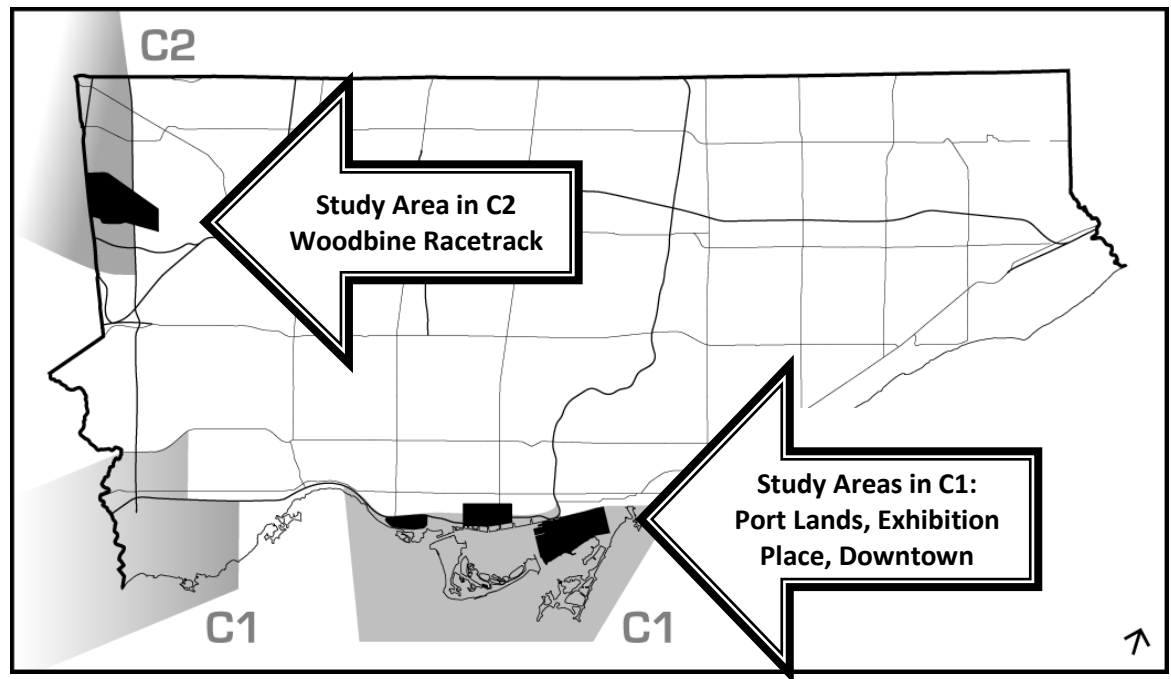 C2
Study Area in C2
Woodbine Racetrack
Study Areas in C1:
Port Lands, Exhibition
Place, Downtown
C1
C1